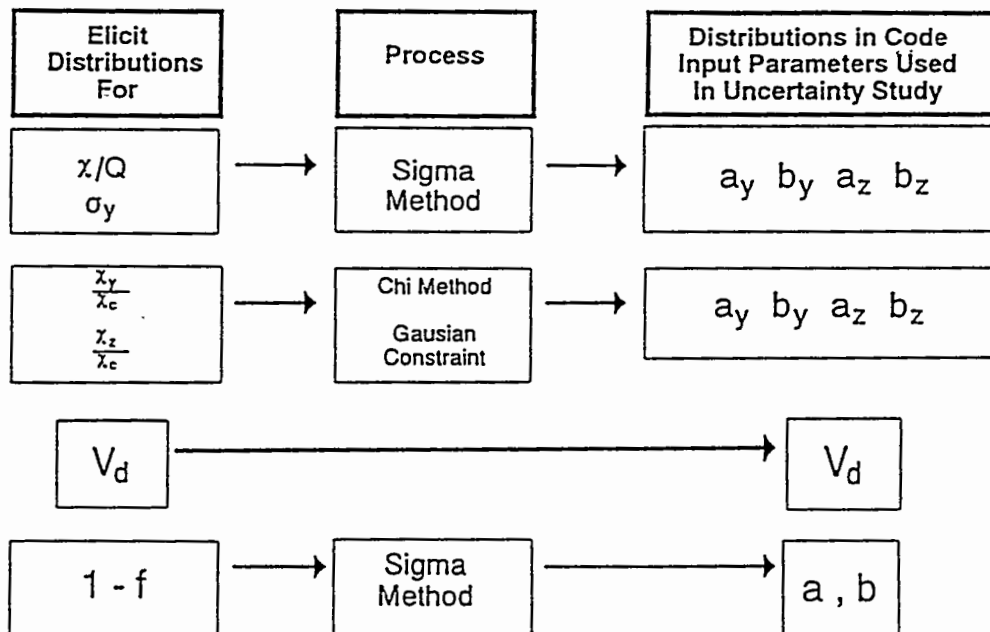 Elicit
Distributions
For
Process
Distributions in Code
Input Parameters Used
In Uncertainty Study
χ/Q
σy
Sigma
Method
ay by az bz
χy
χc
χz
χc
Chi Method
Gausian
Constraint
ay by az bz
Vd
Vd
1 - f
Sigma
Method
a , b